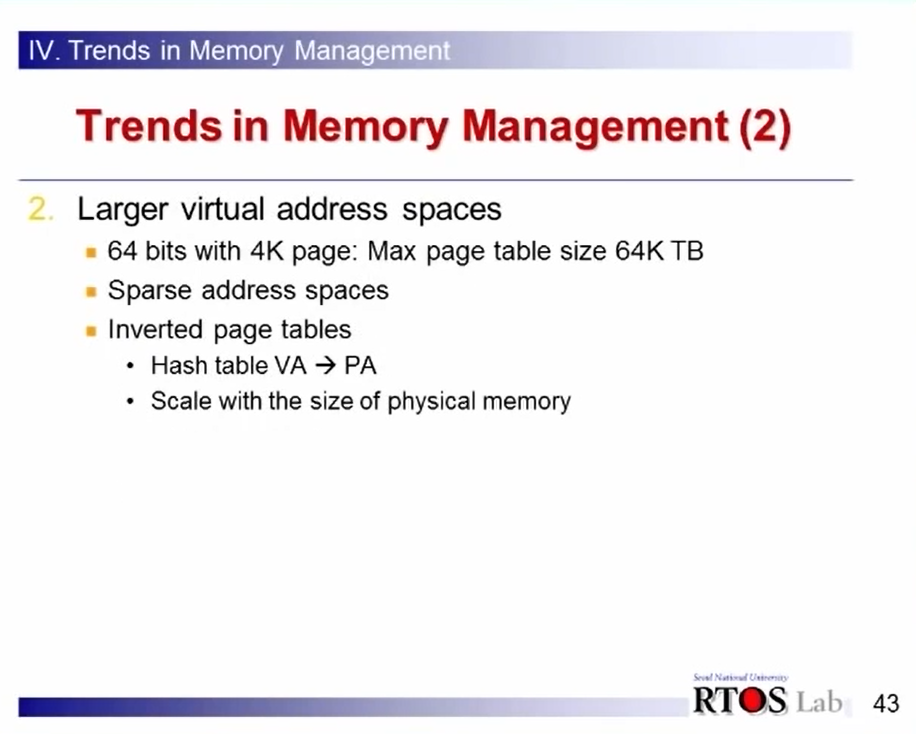 IV. Trends in Memory Management
Trends in Memory Management (2)
2. Larger virtual address spaces
■ 64 bits with 4K page: Max page table size 64K TB
■ Sparse address spaces
■ Inverted page tables
• Hash table VA → PA
• Scale with the size of physical memory
Seoul National University
RTOS Lab
43